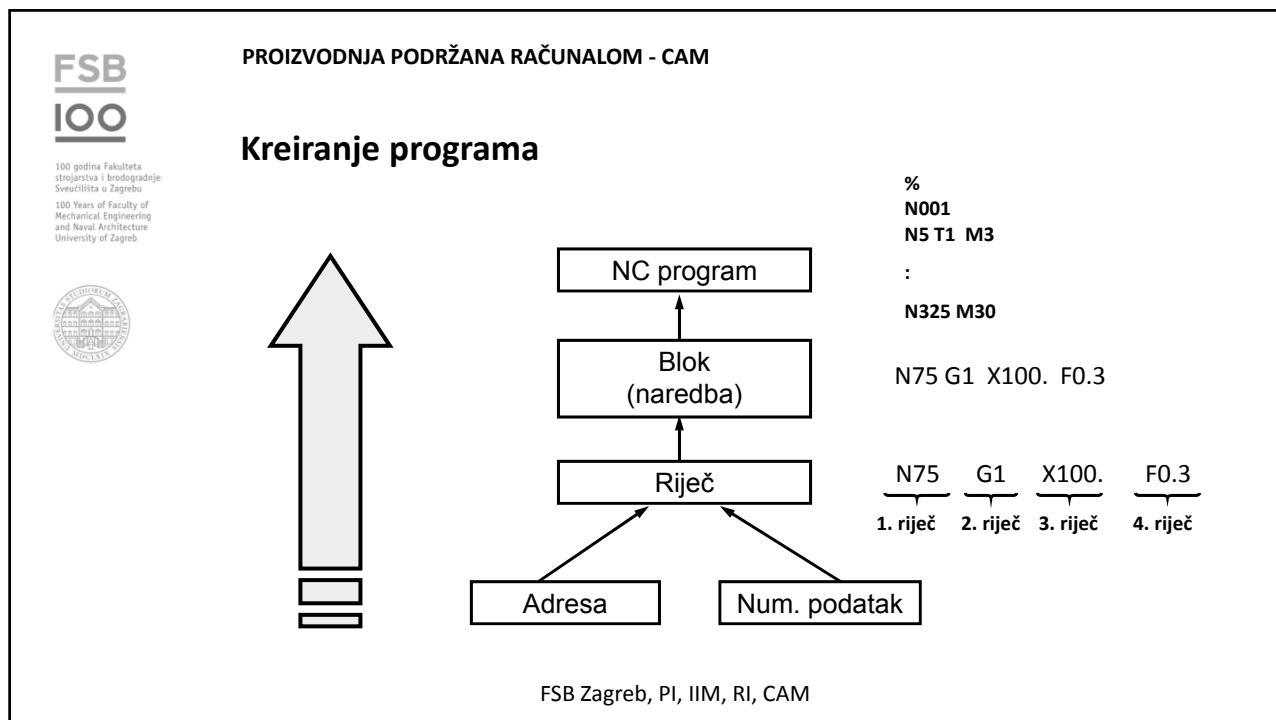 FSB
100
100 godina Fakulteta
strojarstva i brodogradnje
Sveučilišta u Zagrebu
100 Years of Faculty of
Mechanical Engineering
and Naval Architecture
University of Zagreb
PROIZVODNJA PODRŽANA RAČUNALOM - CAM
Kreiranje programa
%
N001
N5 T1 M3
:
N325 M30
NC program
Blok
(naredba)
N75 G1 X100. F0.3
Riječ
N75 G1 X100. F0.3
1. riječ 2. riječ 3. riječ 4. riječ
Adresa
Num. podatak
FSB Zagreb, PI, IIM, RI, CAM